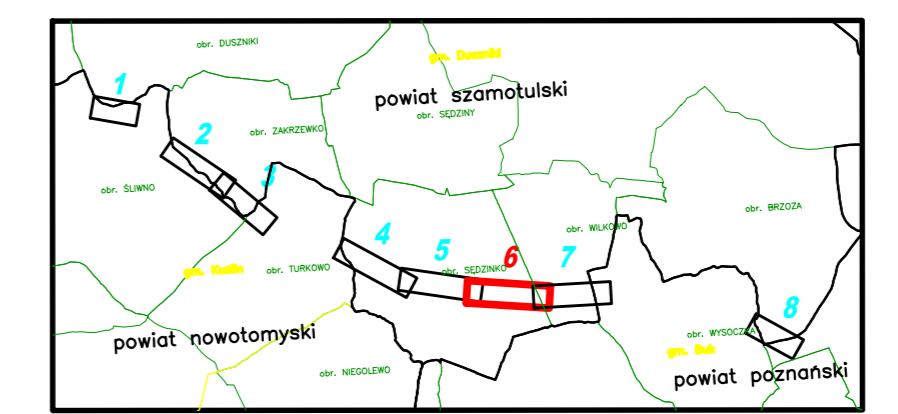 obr. DUSZNIKI
gm. Duszniki
1
powiat szamotulski
obr. SĘDZINY
obr. ZAKRZEWKO
2
3
obr. ŚLIWNO
obr. BRZOZA
obr. WILKOWO
4
5
6
7
obr. SĘDZINKO
gm. Kuślin
obr. TURKOWO
8
powiat nowotomyski
obr. WYSOCZKA
gm. Buk
obr. NIEGOLEWO
powiat poznański